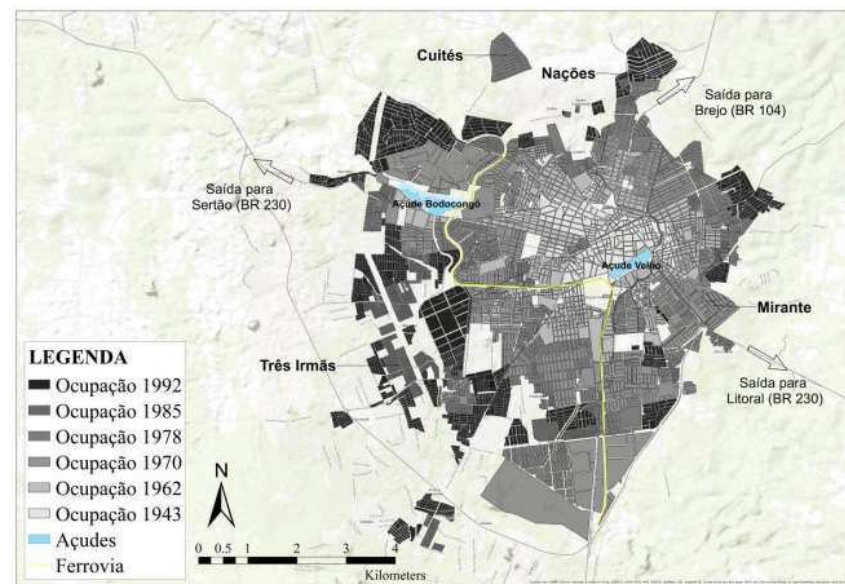 Cuités
Nações
Saída para
Brejo (BR 104)
Saída para
Sertão (BR 230)
Açude Bodocongó
Açude Velho
Mirante
Três Irmãs
Saída para
Litoral (BR 230)
LEGENDA
Ocupação 1992
Ocupação 1985
Ocupação 1978
Ocupação 1970
Ocupação 1962
Ocupação 1943
Açudes
Ferrovia
N
0 0.5 1 2 3 4
Kilometers